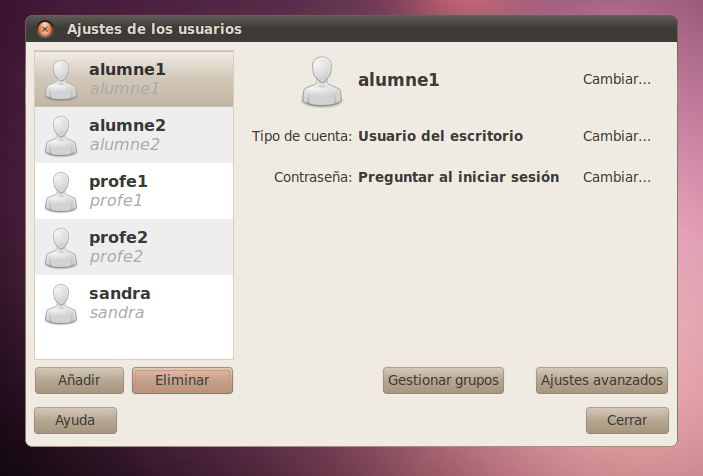 Ajustes de los usuarios
alumne1
alumne1
alumne2
alumne2
profe1
profe1
profe2
profe2
sandra
sandra
alumne1 Cambiar...
Tipo de cuenta: Usuario del escritorio Cambiar...
Contraseña: Preguntar al iniciar sesión Cambiar...
Añadir Eliminar Gestionar grupos Ajustes avanzados
Ayuda Cerrar